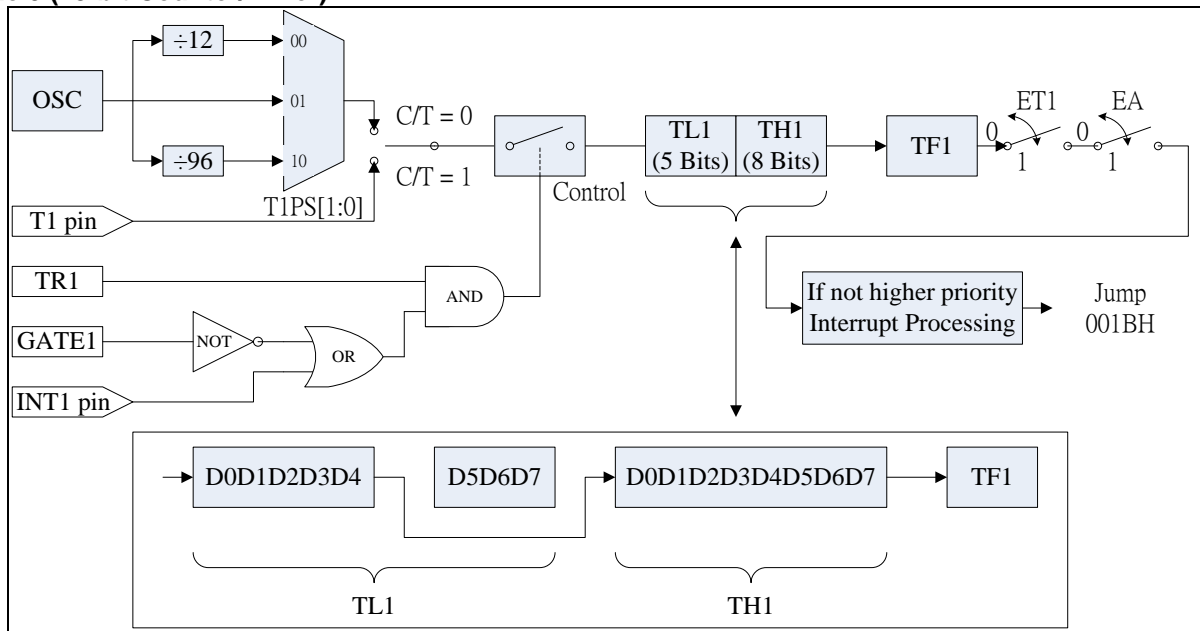 ÷12
00
OSC
01
÷96
10
T1PS[1:0]
C/T = 0
C/T = 1
Control
TL1
(5 Bits)
TH1
(8 Bits)
TF1
ET1
0
1
EA
0
1
T1 pin
TR1
GATE1
INT1 pin
NOT
OR
AND
If not higher priority
Interrupt Processing
Jump
001BH
D0D1D2D3D4
D5D6D7
D0D1D2D3D4D5D6D7
TF1
TL1
TH1